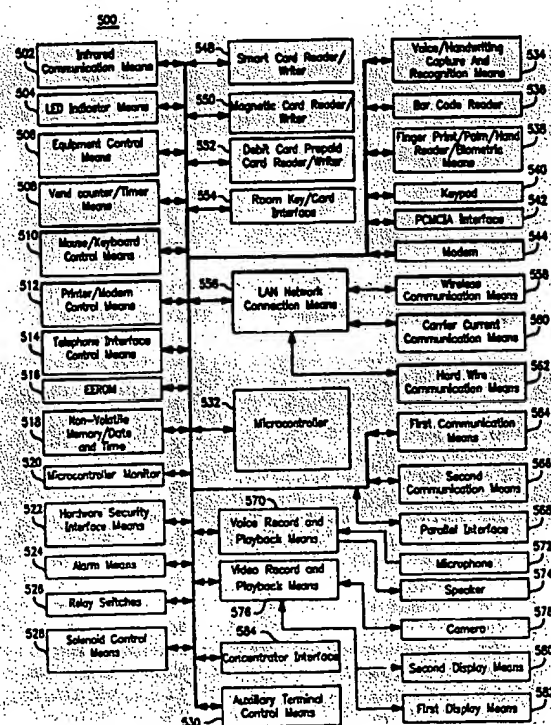 500
502
Infrared
Communication Means
504
LED Indicator Means
506
Equipment Control
Means
508
Vend counter/Timer
Means
510
Mouse/Keyboard
Control Means
512
Printer/Modem
Control Means
514
Telephone Interface
Control Means
516
EEROM
518
Non-Volatile
Memory/Date
and Time
520
Microcontroller Monitor
522
Hardware Security
Interface Means
524
Alarm Means
526
Relay Switches
528
Solenoid Control
Means
548
Smart Card Reader/
Writer
550
Magnetic Card Reader/
Writer
552
Debit Card Prepaid
Card Reader/Writer
554
Room Key/Card
Interface
556
LAN Network
Connection Means
532
Microcontroller
570
Voice Record and
Playback Means
Video Record and
Playback Means
576
584
Concentrator Interface
Auxiliary Terminal
Control Means
530
Voice/Handwriting
Capture And
Recognition Means
534
536
Bar Code Reader
538
Finger Print/Palm/Hand
Reader/Biometric
Means
540
Keypad
542
PCMCIA Interface
544
Modem
558
Wireless
Communication Means
560
Carrier Current
Communication Means
562
Hard Wire
Communication Means
564
First Communication
Means
566
Second
Communication Means
568
Parallel Interface
572
Microphone
574
Speaker
578
Camera
580
Second Display Means
582
First Display Means